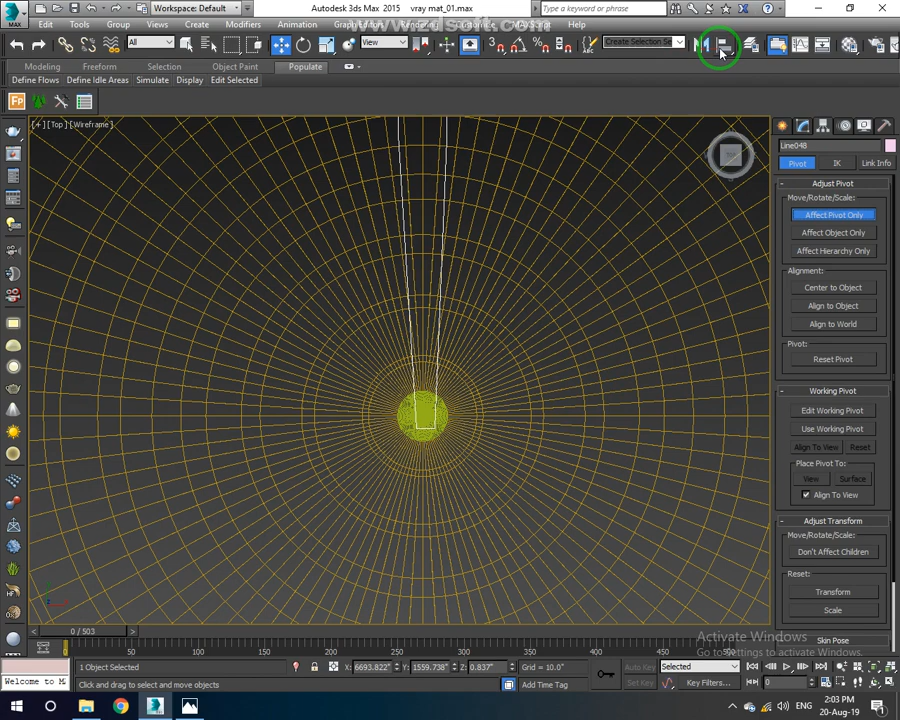 Workspace: Default
Autodesk 3ds Max 2015    vray mat_01.max
Type a keyword or phrase
MAX
Edit Tools Group Views Create Modifiers Animation MAXScript Help
All
View
Create Selection Se
Modeling Freeform Selection Object Paint Populate
Define Flows Define Idle Areas Simulate Display Edit Selected
[+] [Top] [Wireframe]
Line048
Pivot IK Link Info
Adjust Pivot
Move/Rotate/Scale:
Affect Pivot Only
Affect Object Only
Affect Hierarchy Only
Alignment:
Center to Object
Align to Object
Align to World
Pivot:
Reset Pivot
Working Pivot
Edit Working Pivot
Use Working Pivot
Align To View Reset
Place Pivot To:
View Surface
Align To View
Adjust Transform
Move/Rotate/Scale:
Don't Affect Children
Reset:
Transform
Scale
Skin Pose
0 / 503
0 50 100 150 200 250 300 350 400 450
Activate Windows
Go to Settings to activate Windows.
1 Object Selected
X: 6693.822" Y: 1559.738" Z: 0.837" Grid = 10.0"
Auto Key Selected
Welcome to M
Click and drag to select and move objects
Add Time Tag
Set Key Key Filters...
0
ENG
2:03 PM
20-Aug-19